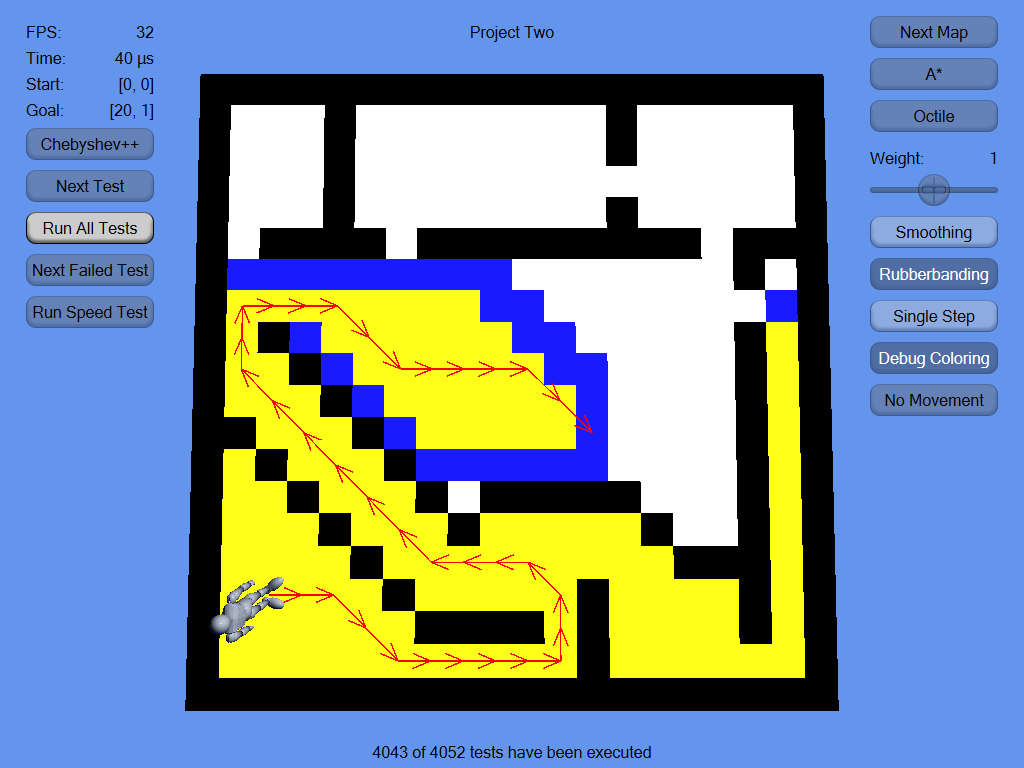 FPS: 32
Time: 40 µs
Start: [0, 0]
Goal: [20, 1]
Chebyshev++
Next Test
Run All Tests
Next Failed Test
Run Speed Test
Project Two
Next Map
A*
Octile
Weight: 1
Smoothing
Rubberbanding
Single Step
Debug Coloring
No Movement
4043 of 4052 tests have been executed